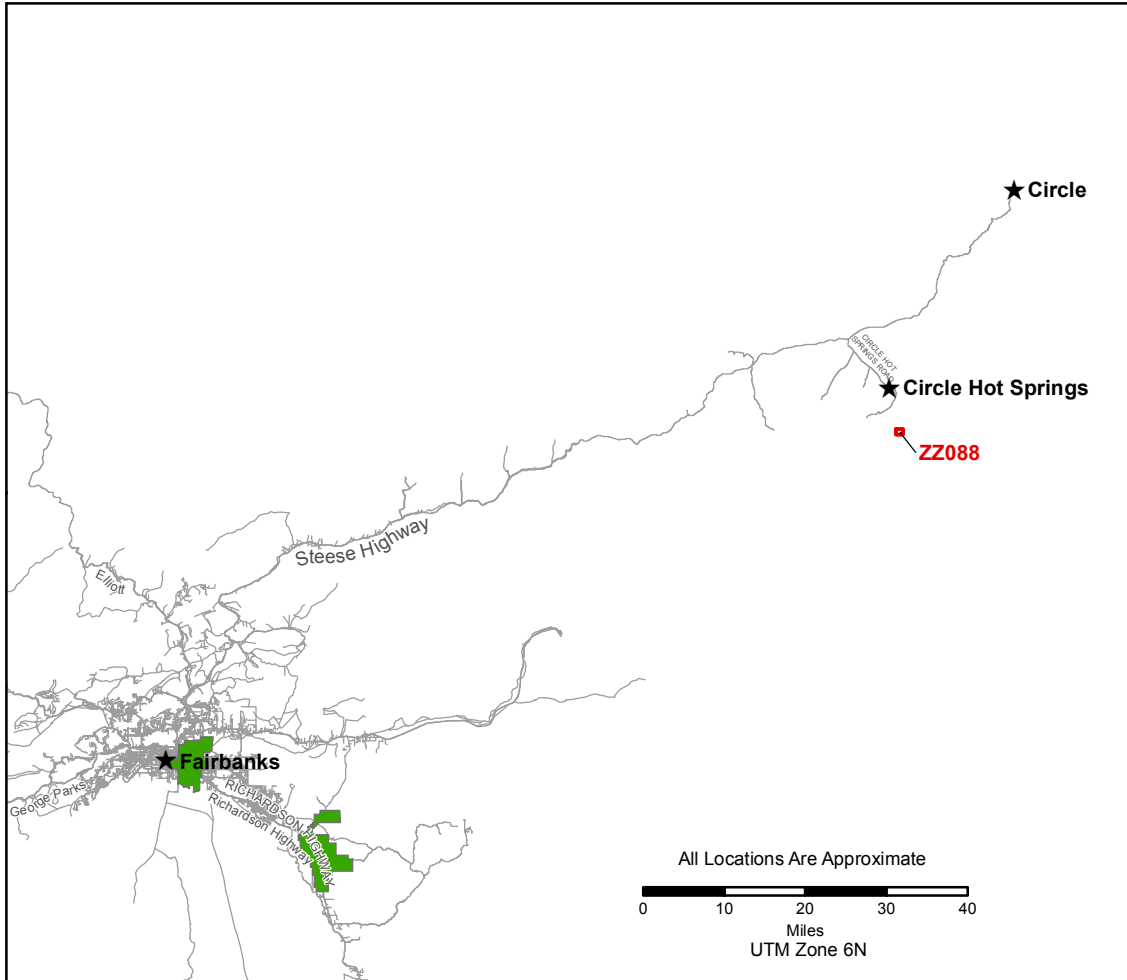 Circle
CIRCLE HOT
SPRINGS ROAD
Circle Hot Springs
ZZ088
Steese Highway
Elliott
Fairbanks
George Parks
RICHARDSON HIGHWAY
Richardson Highway
All Locations Are Approximate
0 10 20 30 40
Miles
UTM Zone 6N